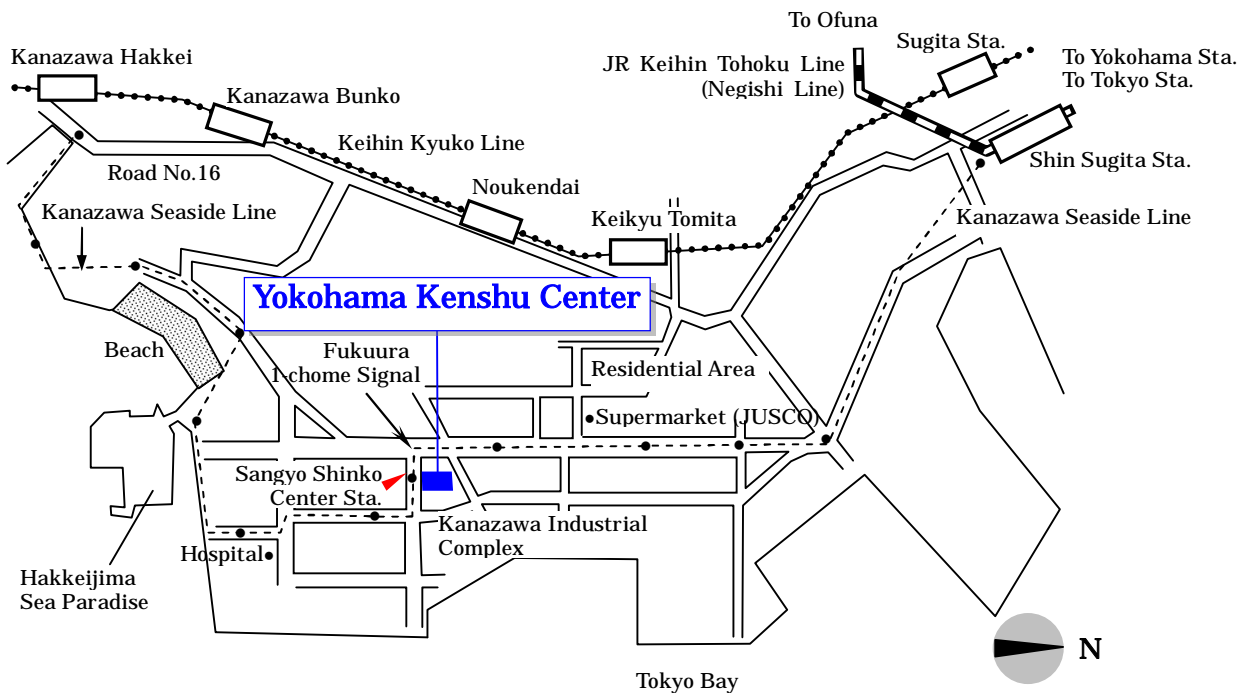 To Ofuna
Sugita Sta.
Kanazawa Hakkei
JR Keihin Tohoku Line
(Negishi Line)
To Yokohama Sta.
To Tokyo Sta.
Kanazawa Bunko
Keihin Kyuko Line
Shin Sugita Sta.
Road No.16
Noukendai
Kanazawa Seaside Line
Keikyu Tomita
Kanazawa Seaside Line
Yokohama Kenshu Center
Beach
Fukuura
1-chome Signal
Residential Area
Supermarket (JUSCO)
Sangyo Shinko
Center Sta.
Kanazawa Industrial
Complex
Hospital
Hakkeijima
Sea Paradise
N
Tokyo Bay